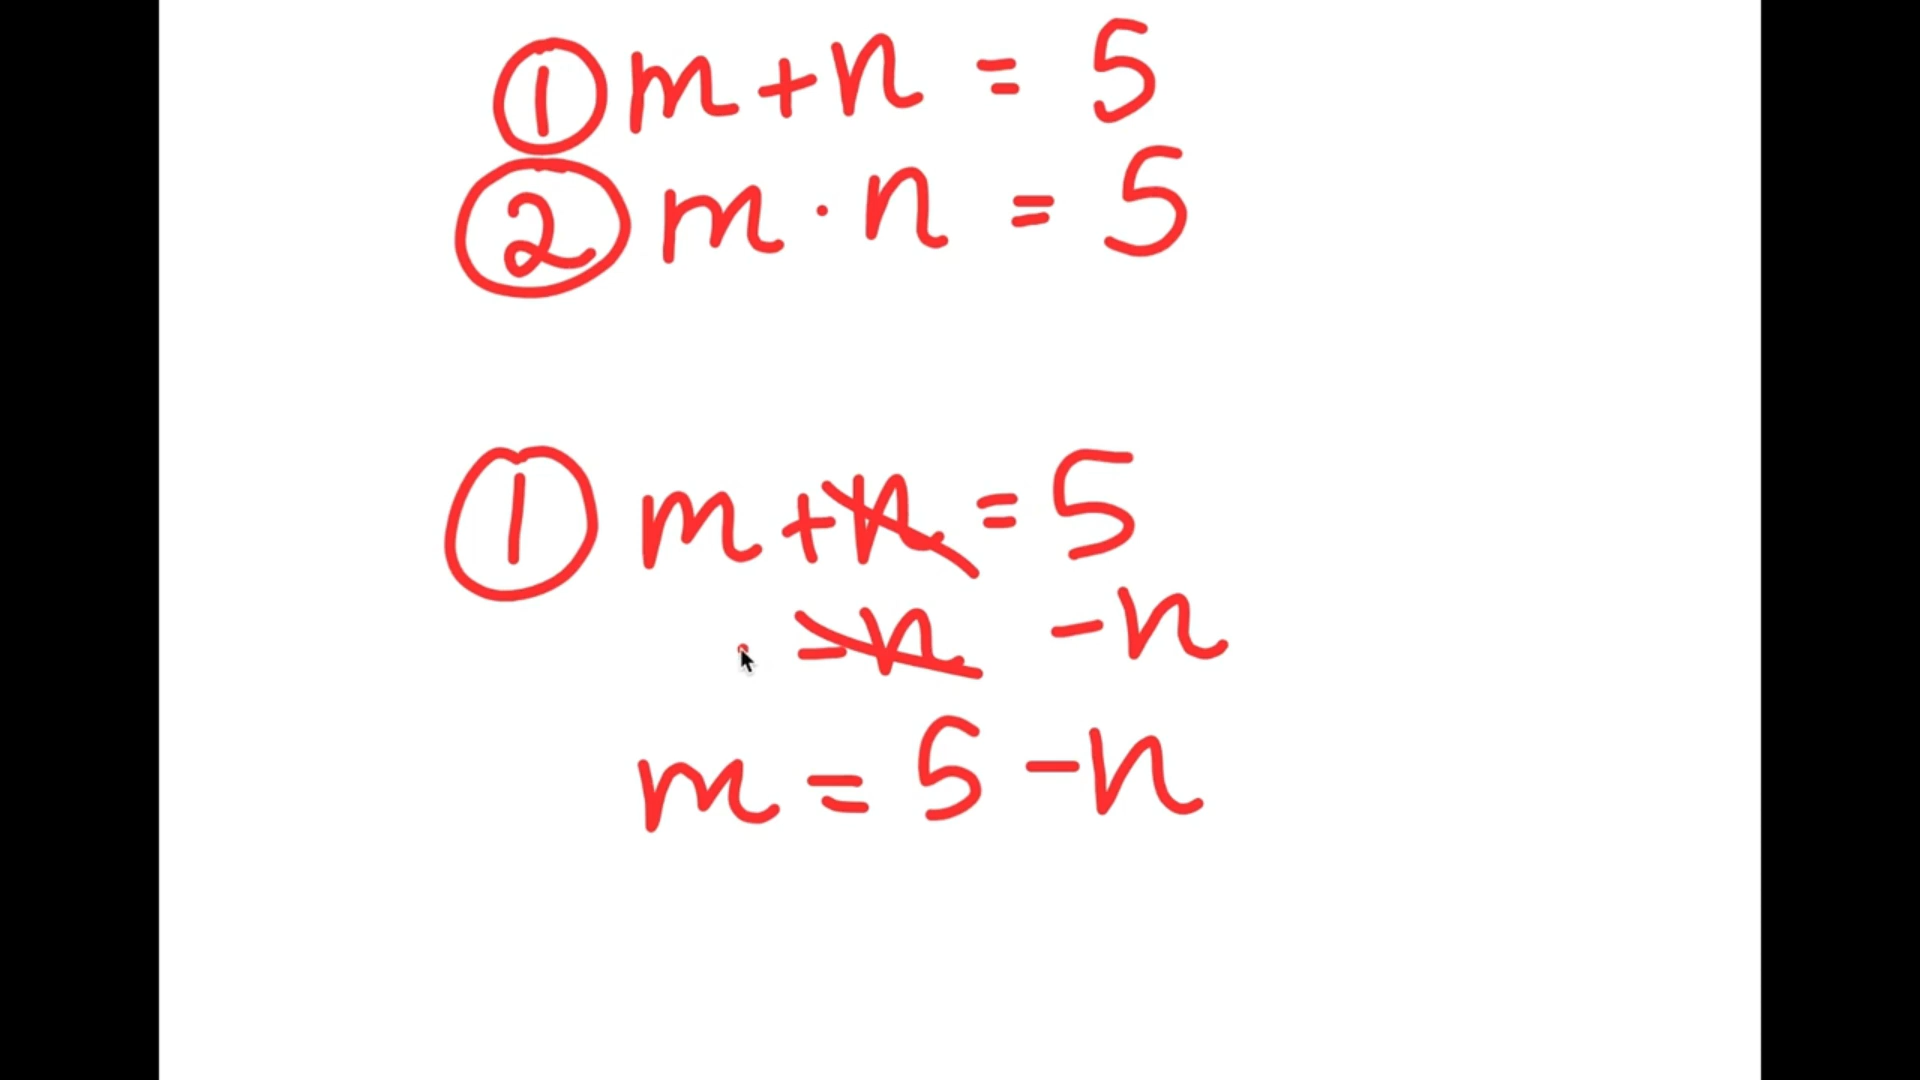 ① m+n = 5
② m · n = 5
① m+n = 5
-n -n
m = 5 -n